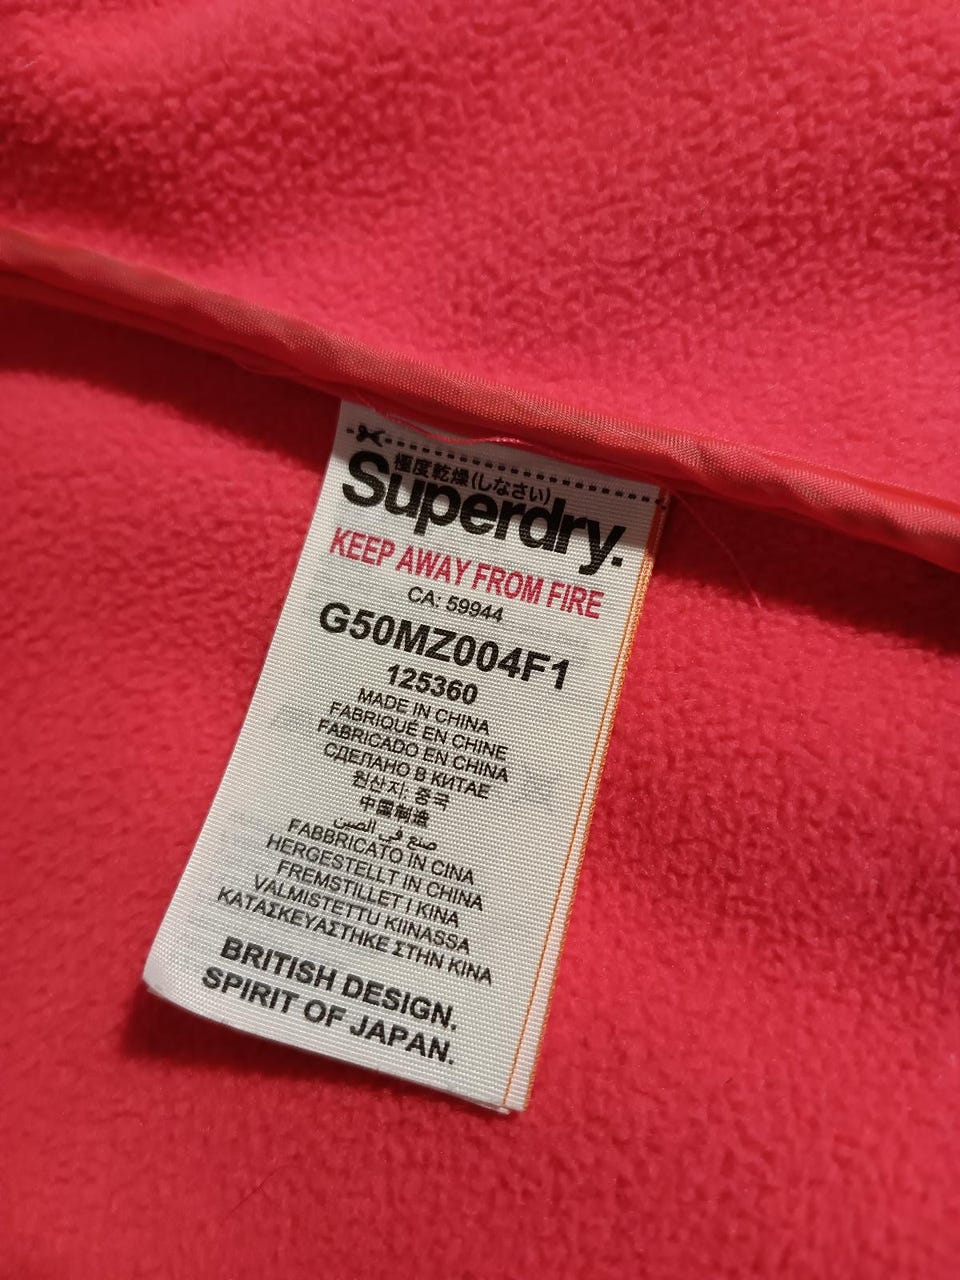 極度乾燥(しなさい)
Superdry.
KEEP AWAY FROM FIRE
CA: 59944
G50MZ004F1
125360
MADE IN CHINA
FABRIQUÉ EN CHINE
FABRICADO EN CHINA
СДЕЛАНО В КИТАЕ
원산지: 중국
中国制造
صنع في الصين
FABBRICATO IN CINA
HERGESTELLT IN CHINA
FREMSTILLET I KINA
VALMISTETTU KIINASSA
ΚΑΤΑΣΚΕΥΑΣΤΗΚΕ ΣΤΗΝ ΚΙΝΑ
BRITISH DESIGN.
SPIRIT OF JAPAN.